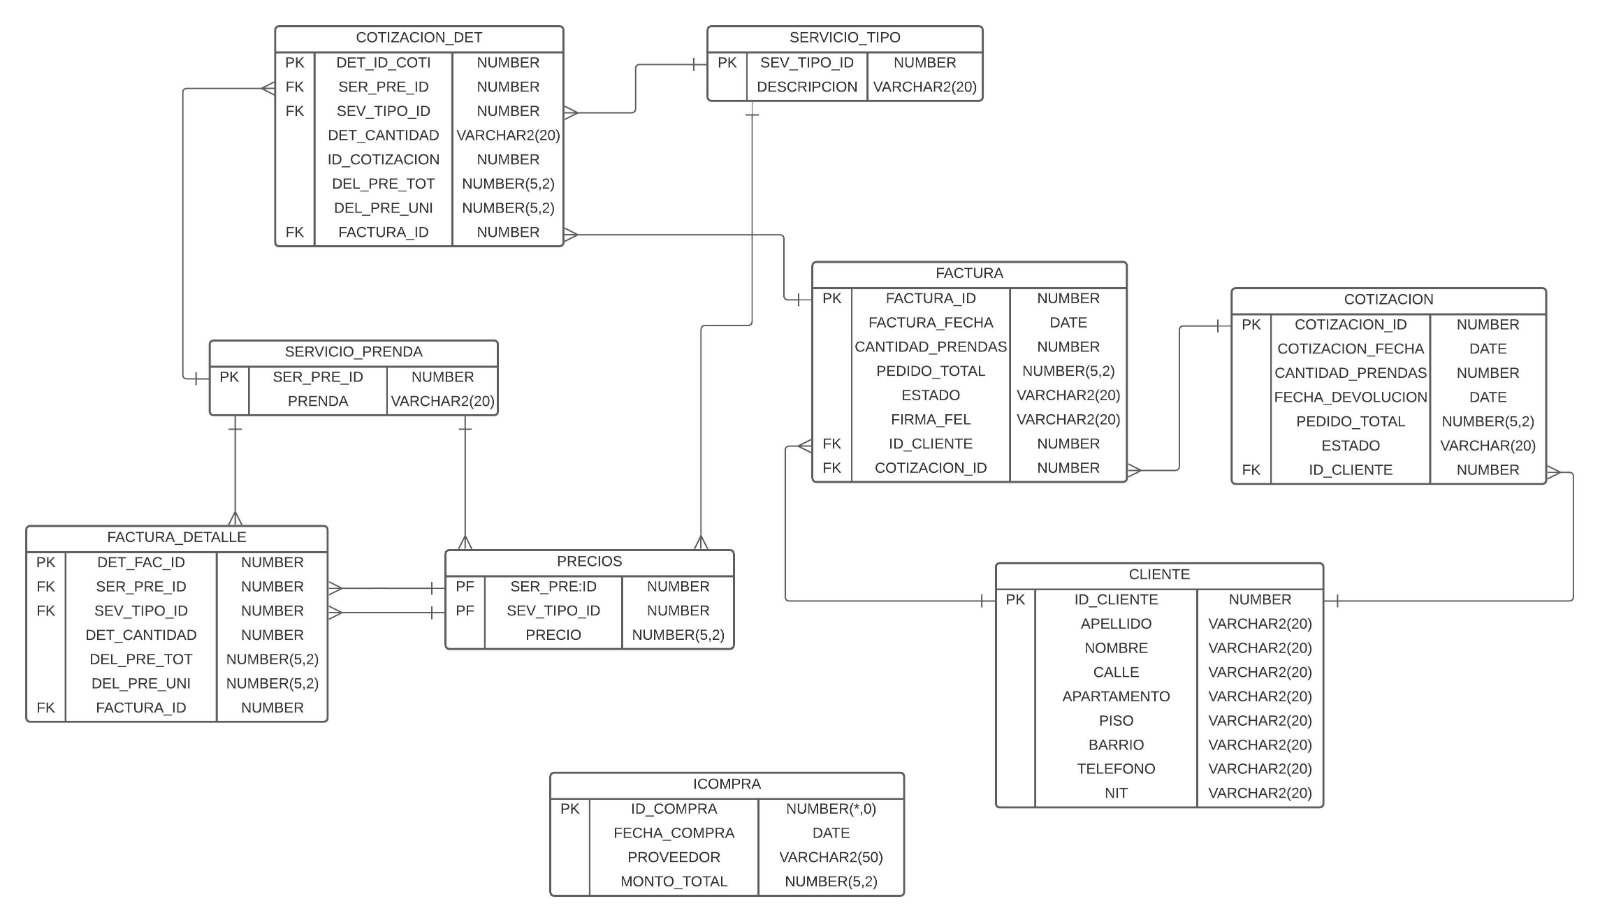 COTIZACION_DET
PK DET_ID_COTI NUMBER
FK SER_PRE_ID NUMBER
FK SEV_TIPO_ID NUMBER
DET_CANTIDAD VARCHAR2(20)
ID_COTIZACION NUMBER
DEL_PRE_TOT NUMBER(5,2)
DEL_PRE_UNI NUMBER(5,2)
FK FACTURA_ID NUMBER
SERVICIO_TIPO
PK SEV_TIPO_ID NUMBER
DESCRIPCION VARCHAR2(20)
FACTURA
PK FACTURA_ID NUMBER
FACTURA_FECHA DATE
CANTIDAD_PRENDAS NUMBER
PEDIDO_TOTAL NUMBER(5,2)
ESTADO VARCHAR2(20)
FIRMA_FEL VARCHAR2(20)
FK ID_CLIENTE NUMBER
FK COTIZACION_ID NUMBER
COTIZACION
PK COTIZACION_ID NUMBER
COTIZACION_FECHA DATE
CANTIDAD_PRENDAS NUMBER
FECHA_DEVOLUCION DATE
PEDIDO_TOTAL NUMBER(5,2)
ESTADO VARCHAR(20)
FK ID_CLIENTE NUMBER
SERVICIO_PRENDA
PK SER_PRE_ID NUMBER
PRENDA VARCHAR2(20)
FACTURA_DETALLE
PK DET_FAC_ID NUMBER
FK SER_PRE_ID NUMBER
FK SEV_TIPO_ID NUMBER
DET_CANTIDAD NUMBER
DEL_PRE_TOT NUMBER(5,2)
DEL_PRE_UNI NUMBER(5,2)
FK FACTURA_ID NUMBER
PRECIOS
PF SER_PRE:ID NUMBER
PF SEV_TIPO_ID NUMBER
PRECIO NUMBER(5,2)
CLIENTE
PK ID_CLIENTE NUMBER
APELLIDO VARCHAR2(20)
NOMBRE VARCHAR2(20)
CALLE VARCHAR2(20)
APARTAMENTO VARCHAR2(20)
PISO VARCHAR2(20)
BARRIO VARCHAR2(20)
TELEFONO VARCHAR2(20)
NIT VARCHAR2(20)
ICOMPRA
PK ID_COMPRA NUMBER(*,0)
FECHA_COMPRA DATE
PROVEEDOR VARCHAR2(50)
MONTO_TOTAL NUMBER(5,2)